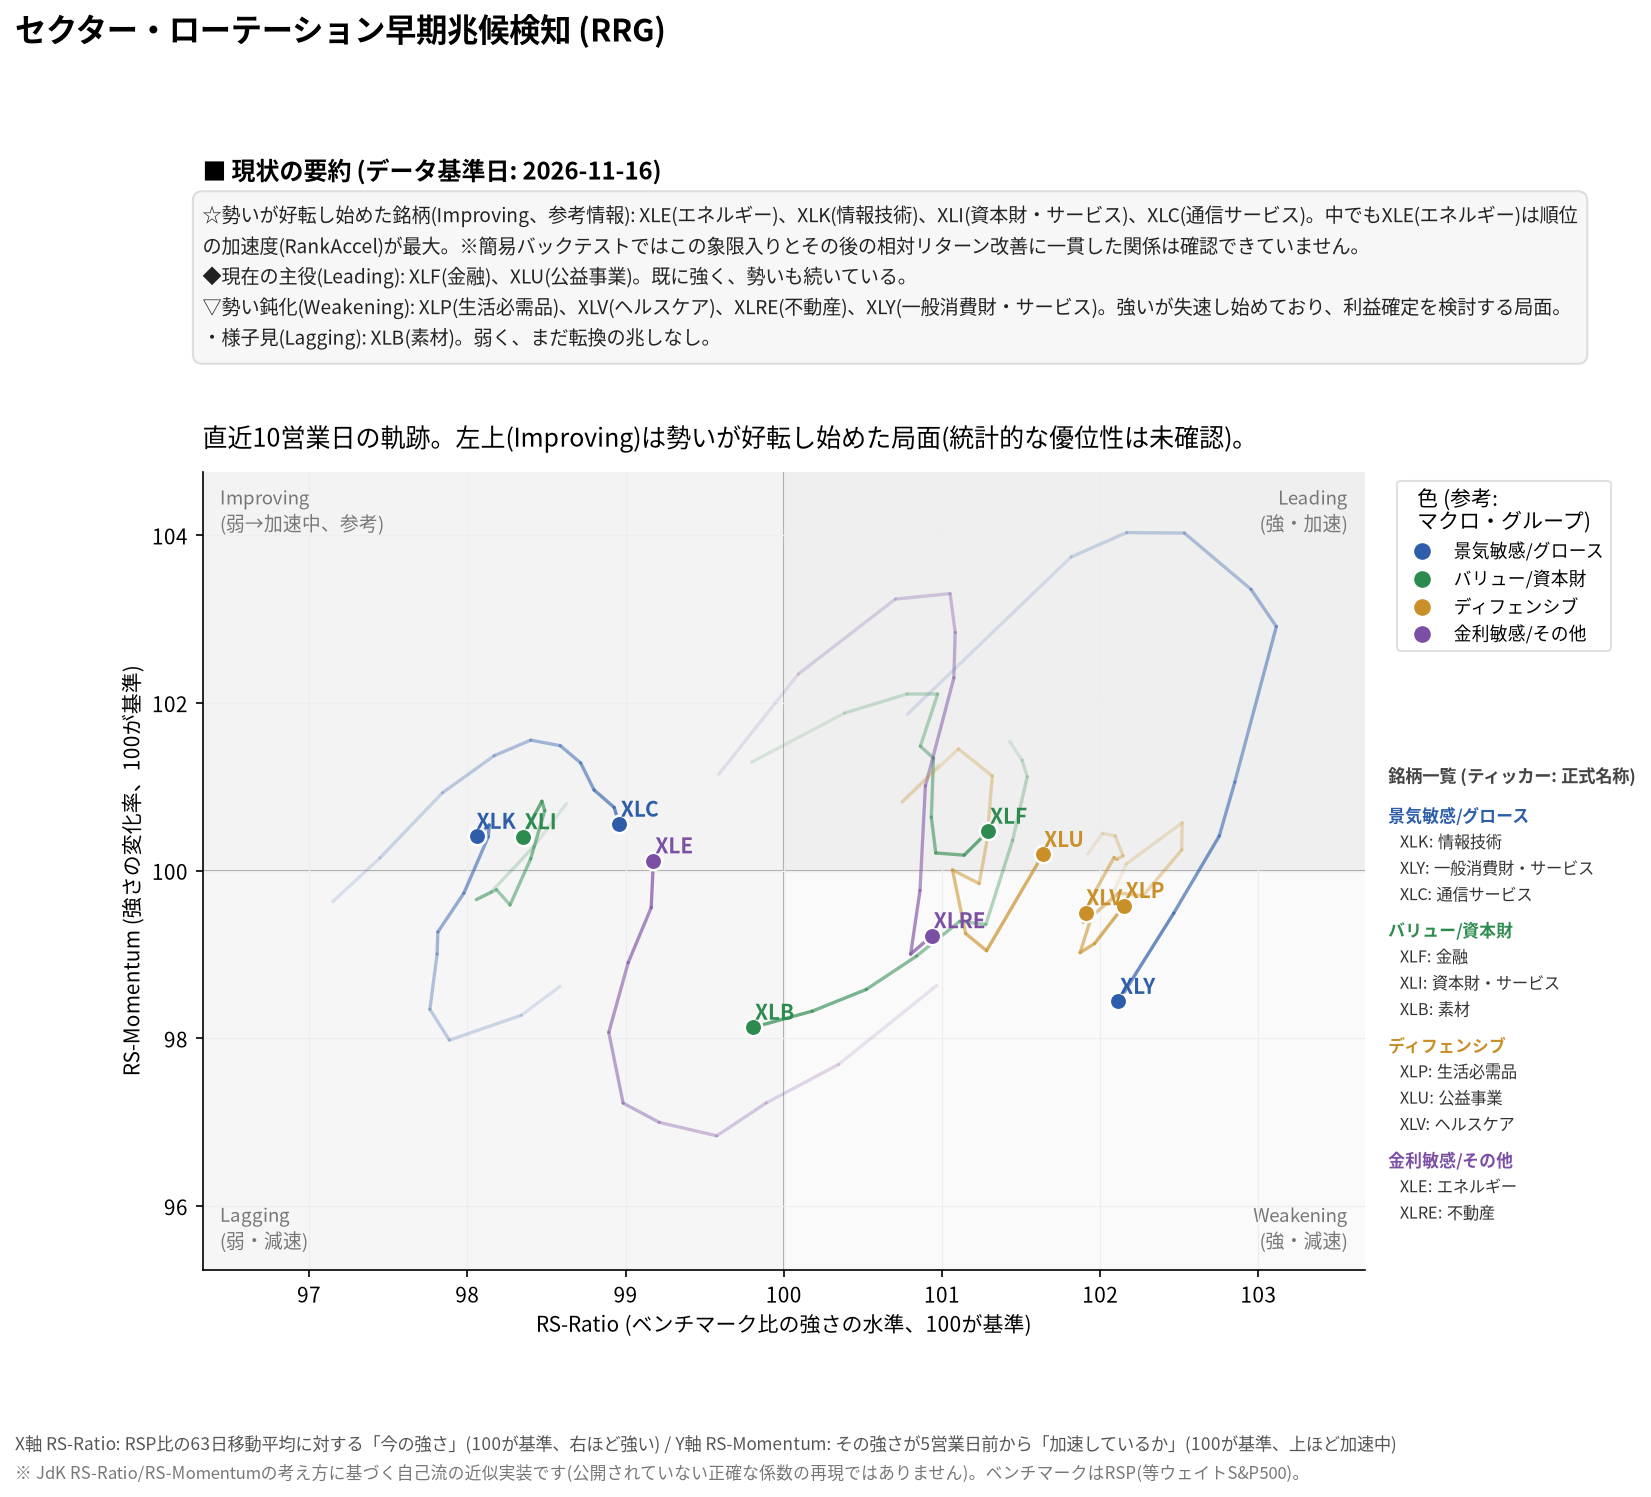 セクター・ローテーション早期兆候検知 (RRG)
■ 現状の要約 (データ基準日: 2026-11-16)
☆勢いが好転し始めた銘柄(Improving、参考情報): XLE(エネルギー)、XLK(情報技術)、XLI(資本財・サービス)、XLC(通信サービス)。中でもXLE(エネルギー)は順位
の加速度(RankAccel)が最大。※簡易バックテストではこの象限入りとその後の相対リターン改善に一貫した関係は確認できていません。
◆現在の主役(Leading): XLF(金融)、XLU(公益事業)。既に強く、勢いも続いている。
▽勢い鈍化(Weakening): XLP(生活必需品)、XLV(ヘルスケア)、XLRE(不動産)、XLY(一般消費財・サービス)。強いが失速し始めており、利益確定を検討する局面。
・様子見(Lagging): XLB(素材)。弱く、まだ転換の兆しなし。
直近10営業日の軌跡。左上(Improving)は勢いが好転し始めた局面(統計的な優位性は未確認)。
Improving
(弱→加速中、参考)
Leading
(強・加速)
104
102
100
98
96
RS-Momentum (強さの変化率、100が基準)
XLK
XLI
XLC
XLE
XLF
XLU
XLV
XLP
XLRE
XLY
XLB
Lagging
(弱・減速)
Weakening
(強・減速)
97
98
99
100
101
102
103
RS-Ratio (ベンチマーク比の強さの水準、100が基準)
色 (参考:
マクロ・グループ)
景気敏感/グロース
バリュー/資本財
ディフェンシブ
金利敏感/その他
銘柄一覧 (ティッカー: 正式名称)
景気敏感/グロース
XLK: 情報技術
XLY: 一般消費財・サービス
XLC: 通信サービス
バリュー/資本財
XLF: 金融
XLI: 資本財・サービス
XLB: 素材
ディフェンシブ
XLP: 生活必需品
XLU: 公益事業
XLV: ヘルスケア
金利敏感/その他
XLE: エネルギー
XLRE: 不動産
X軸 RS-Ratio: RSP比の63日移動平均に対する「今の強さ」(100が基準、右ほど強い) / Y軸 RS-Momentum: その強さが5営業日前から「加速しているか」(100が基準、上ほど加速中)
※ JdK RS-Ratio/RS-Momentumの考え方に基づく自己流の近似実装です(公開されていない正確な係数の再現ではありません)。ベンチマークはRSP(等ウェイトS&P500)。